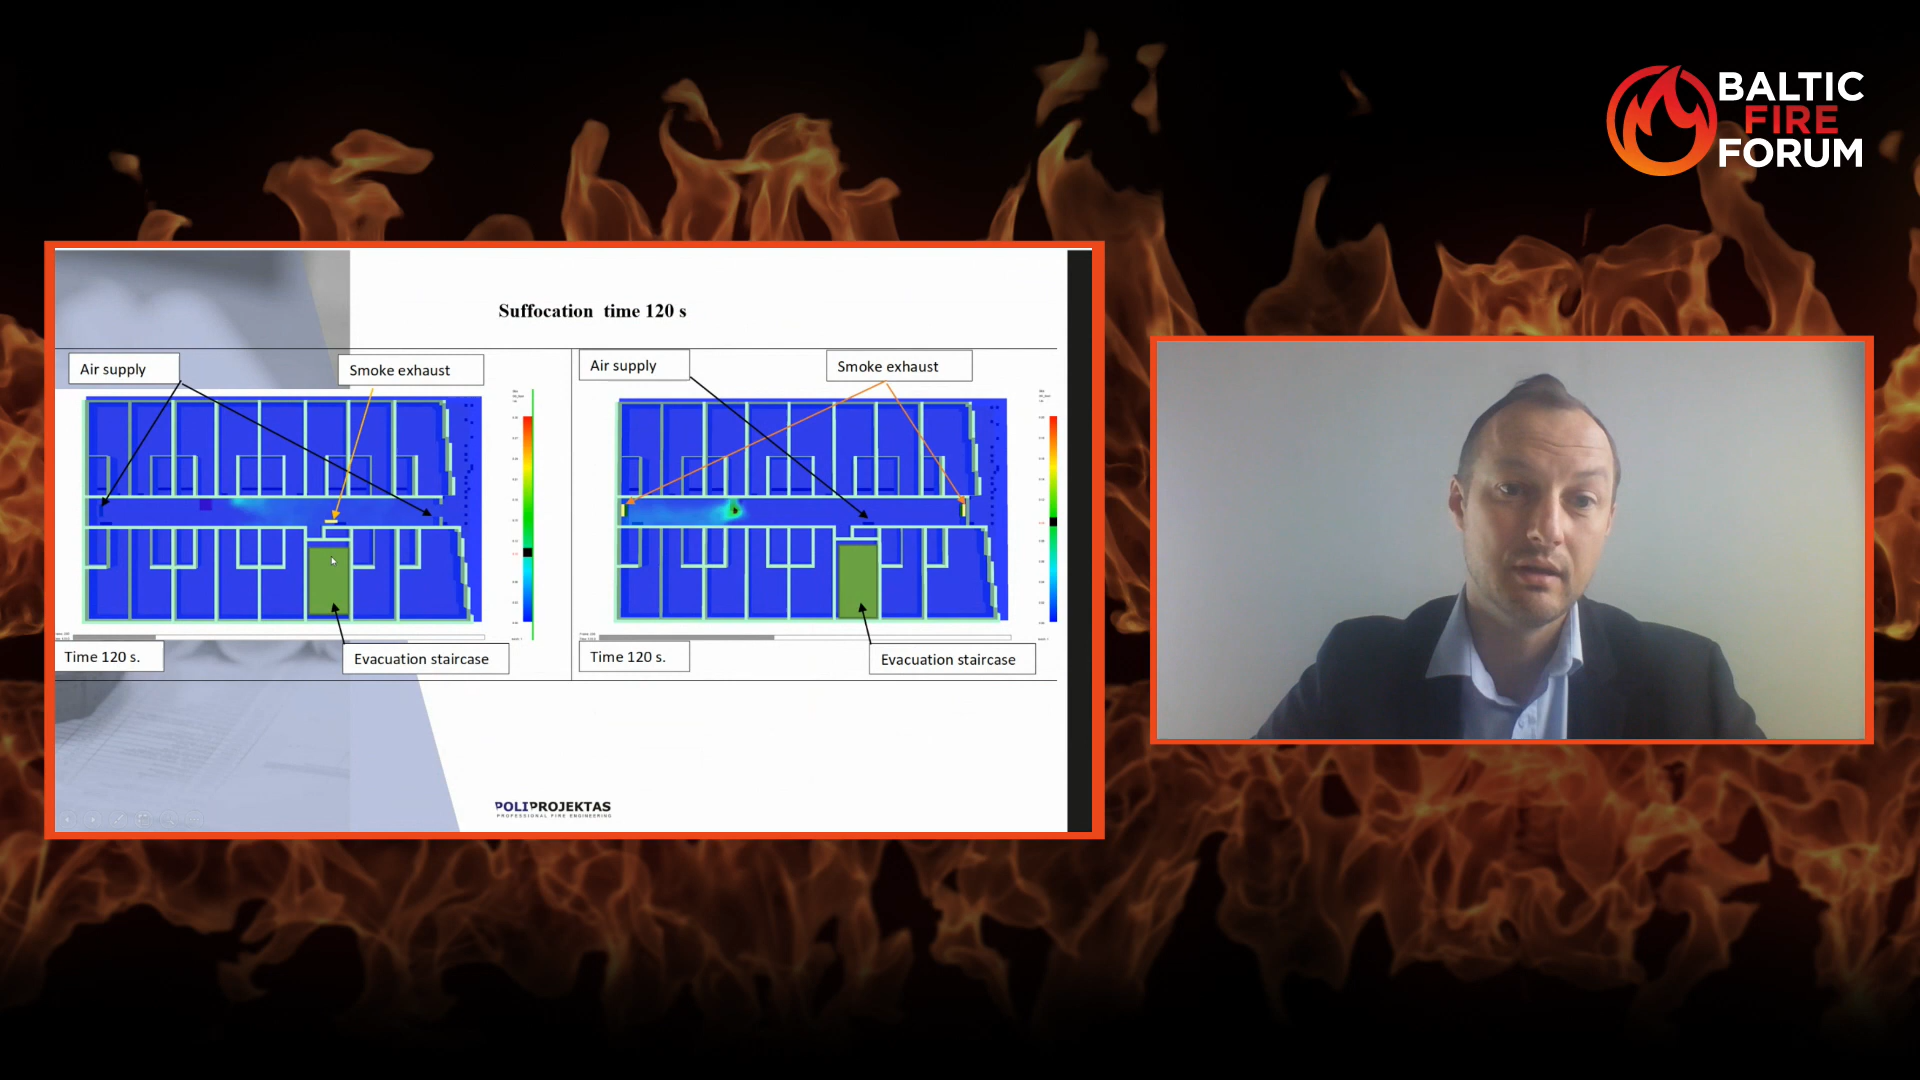 BALTIC
FIRE
FORUM
Suffocation time 120 s
Air supply
Smoke exhaust
Air supply
Smoke exhaust
Time 120 s.
Evacuation staircase
Time 120 s.
Evacuation staircase
POLIPROJEKTAS
PROFESSIONAL FIRE ENGINEERING